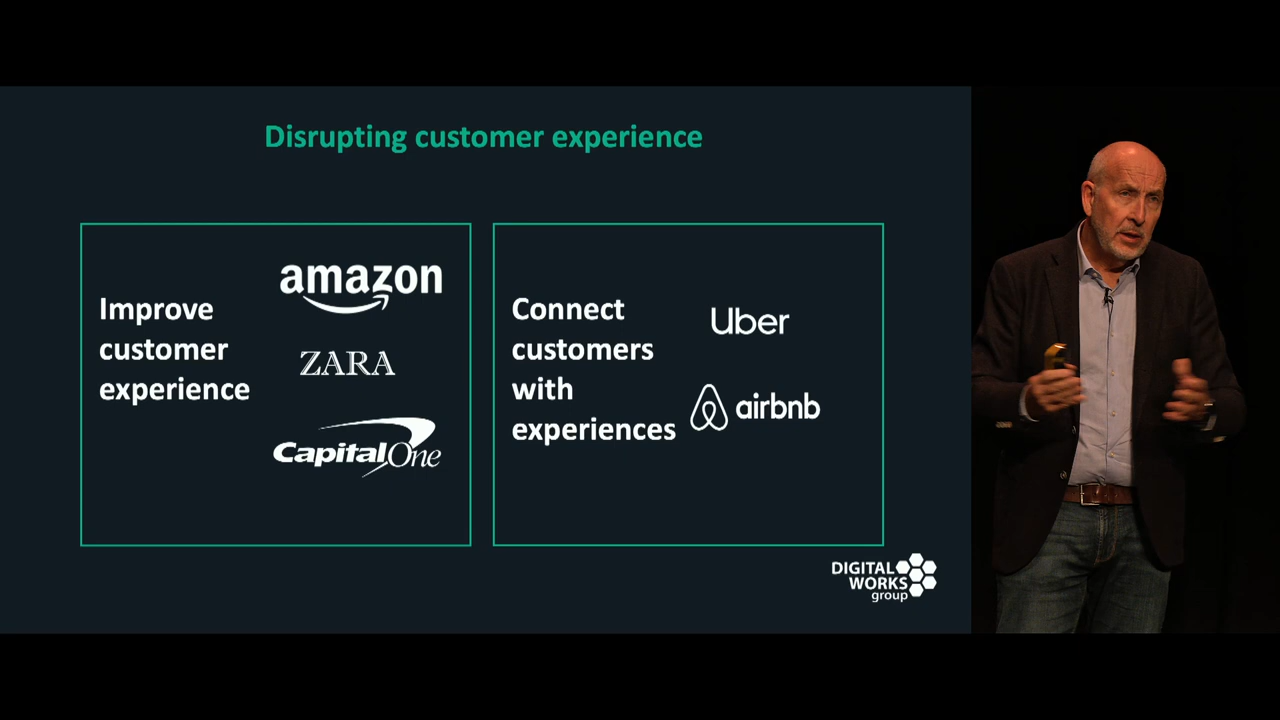 Disrupting customer experience
Improve
customer
experience
amazon
ZARA
Capital One
Connect
customers
with
experiences
Uber
airbnb
DIGITAL
WORKS
group